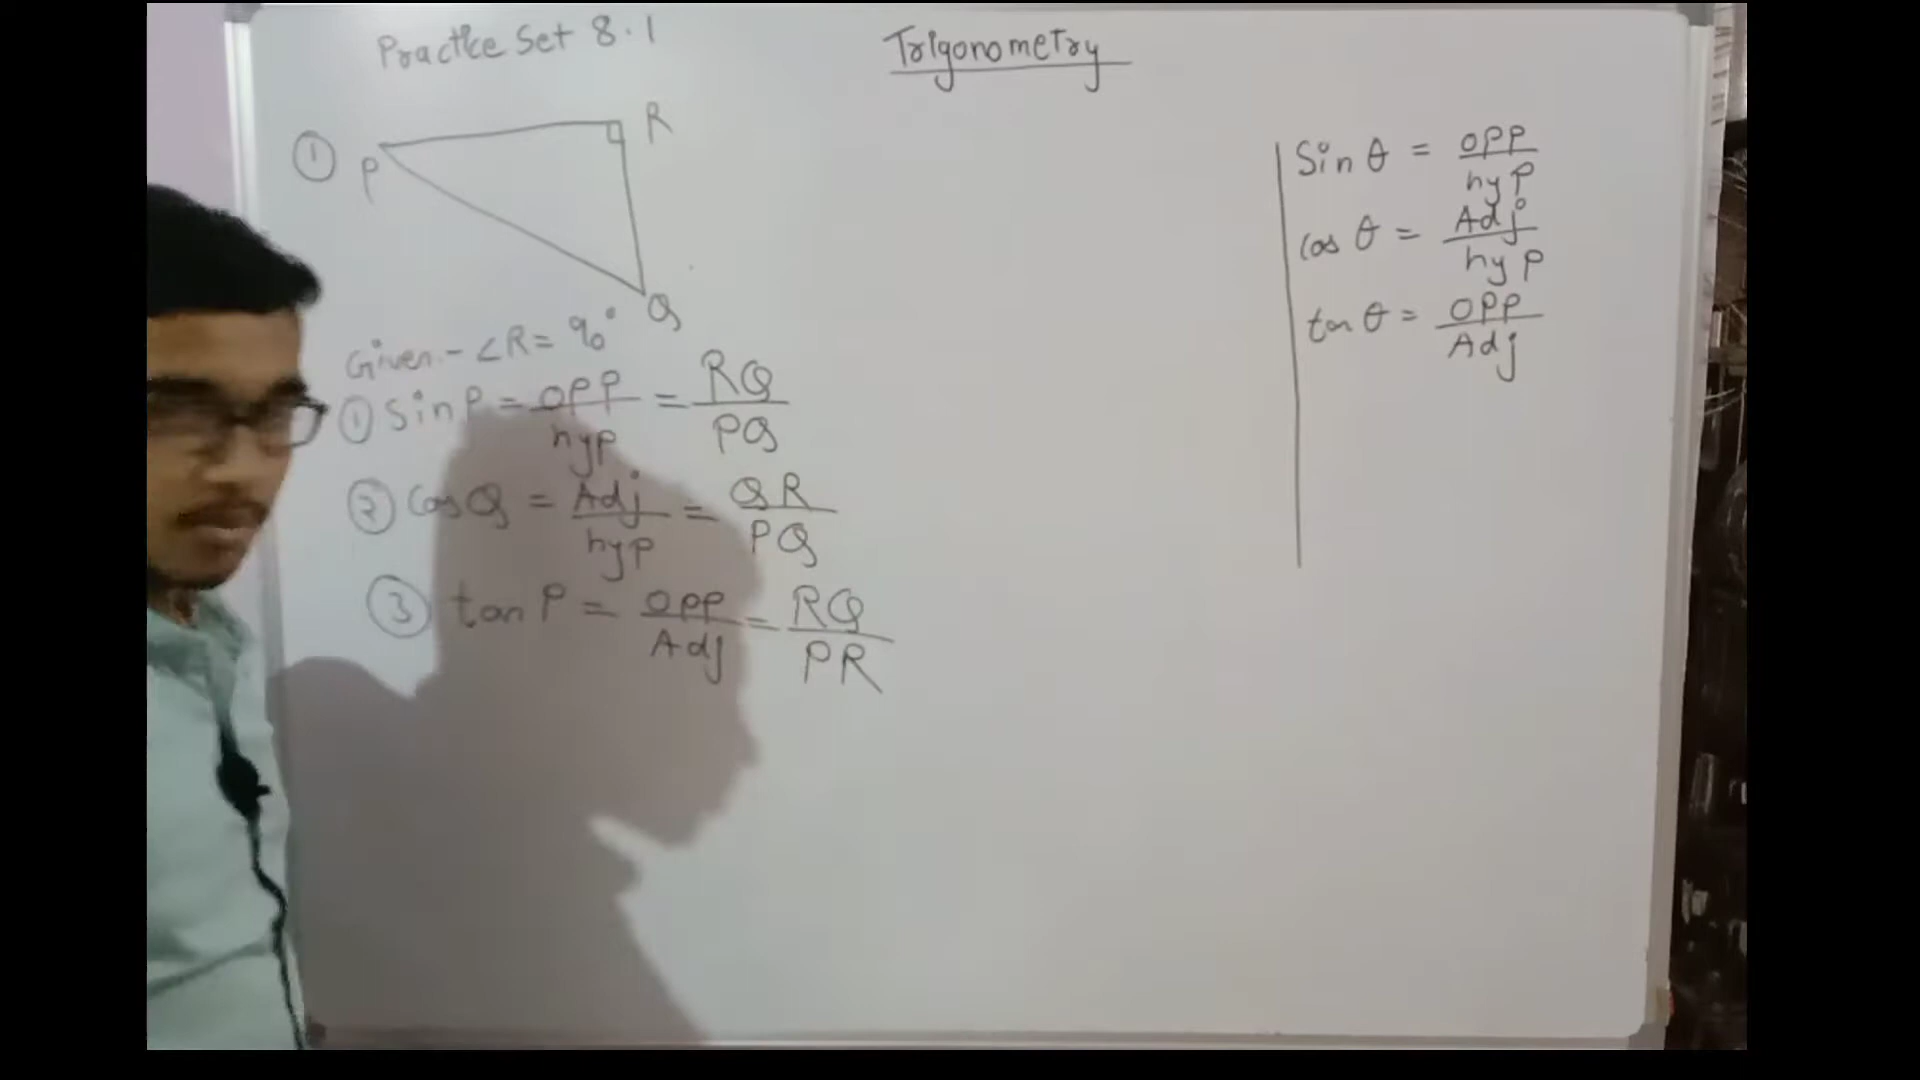 Practice Set 8.1
Trigonometry
① P R Q
Given:- ∠R = 90°
① Sin P = opp/hyp = RQ/PQ
② Cos Q = Adj/hyp = QR/PQ
③ tan P = opp/Adj = RQ/PR
Sin θ = opp/hyp
Cos θ = Adj/hyp
tan θ = opp/Adj